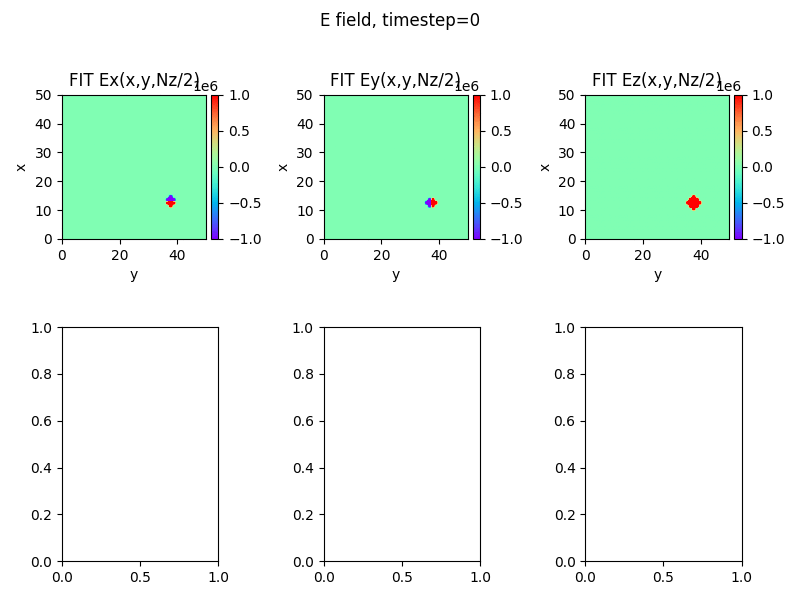 E field, timestep=0
FIT Ex(x,y,Nz/2)
1e6
FIT Ey(x,y,Nz/2)
1e6
FIT Ez(x,y,Nz/2)
1e6
50
40
30
20
10
0
x
0 20 40
y
1.0
0.5
0.0
−0.5
−1.0
50
40
30
20
10
0
x
0 20 40
y
1.0
0.5
0.0
−0.5
−1.0
50
40
30
20
10
0
x
0 20 40
y
1.0
0.5
0.0
−0.5
−1.0
1.0
0.8
0.6
0.4
0.2
0.0
0.0 0.5 1.0
1.0
0.8
0.6
0.4
0.2
0.0
0.0 0.5 1.0
1.0
0.8
0.6
0.4
0.2
0.0
0.0 0.5 1.0